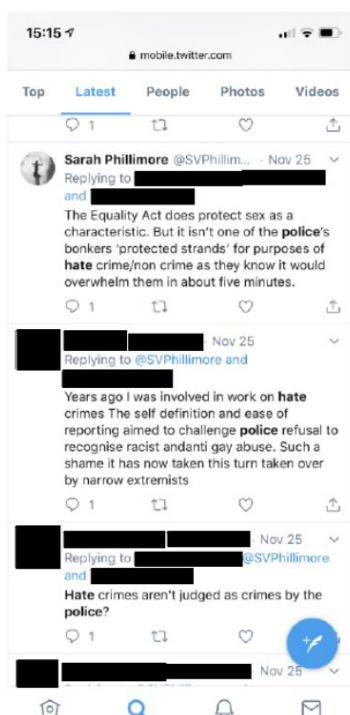 15:15
mobile.twitter.com
Top Latest People Photos Videos
1
Sarah Phillimore @SVPhillim... · Nov 25
Replying to
and
The Equality Act does protect sex as a
characteristic. But it isn't one of the police's
bonkers 'protected strands' for purposes of
hate crime/non crime as they know it would
overwhelm them in about five minutes.
1
· Nov 25
Replying to @SVPhillimore and
Years ago I was involved in work on hate
crimes The self definition and ease of
reporting aimed to challenge police refusal to
recognise racist andanti gay abuse. Such a
shame it has now taken this turn taken over
by narrow extremists
1
· Nov 25
Replying to @SVPhillimore
and
Hate crimes aren't judged as crimes by the
police?
1
Nov 25